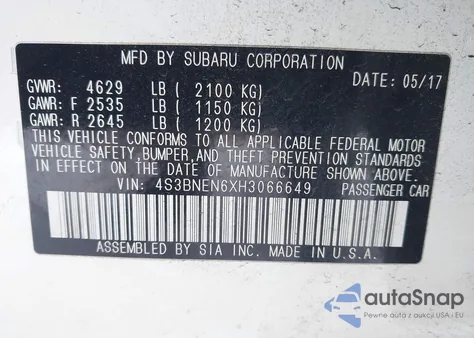 MFD BY SUBARU CORPORATION
DATE: 05/17
GVWR: 4629 LB ( 2100 KG)
GAWR: F 2535 LB ( 1150 KG)
GAWR: R 2645 LB ( 1200 KG)
THIS VEHICLE CONFORMS TO ALL APPLICABLE FEDERAL MOTOR
VEHICLE SAFETY, BUMPER, AND THEFT PREVENTION STANDARDS
IN EFFECT ON THE DATE OF MANUFACTURE SHOWN ABOVE.
VIN: 4S3BNEN6XH3066649 PASSENGER CAR
ASSEMBLED BY SIA INC. MADE IN U.S.A.
autoSnap
Pewne auta z aukcji USA i EU